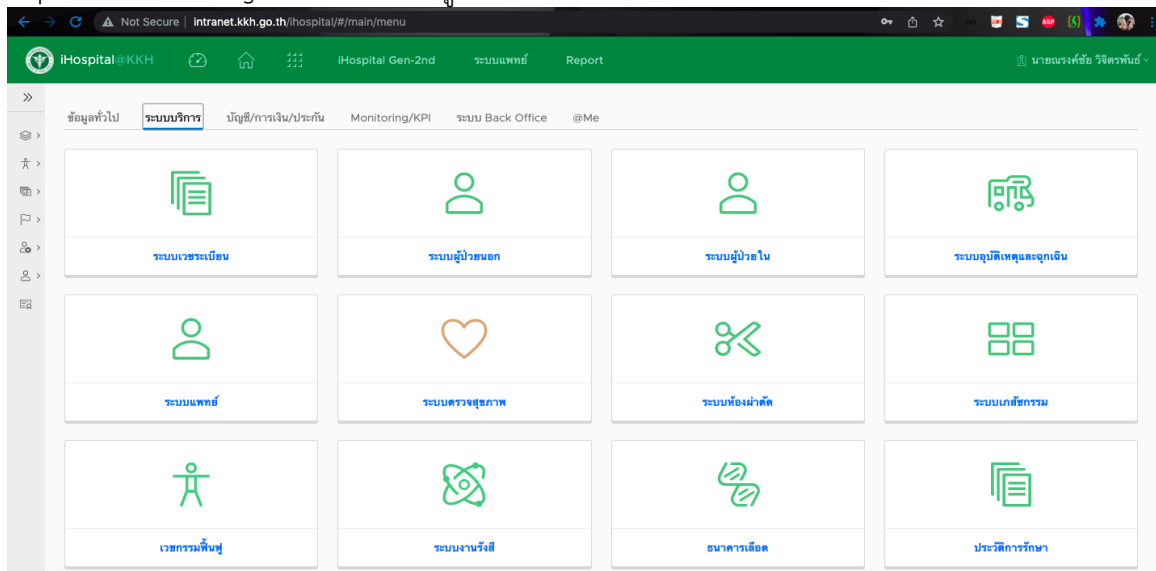 Not Secure | intranet.kkh.go.th/ihospital/#/main/menu
iHospital@KKH iHospital Gen-2nd ระบบแพทย์ Report นายณรงค์ชัย วิจิตรพันธ์
ข้อมูลทั่วไป ระบบบริการ บัญชี/การเงิน/ประกัน Monitoring/KPI ระบบ Back Office @Me
ระบบเวชระเบียน ระบบผู้ป่วยนอก ระบบผู้ป่วยใน ระบบอุบัติเหตุและฉุกเฉิน
ระบบแพทย์ ระบบตรวจสุขภาพ ระบบห้องผ่าตัด ระบบเภสัชกรรม
เวชกรรมฟื้นฟู ระบบงานรังสี ธนาคารเลือด ประวัติการรักษา